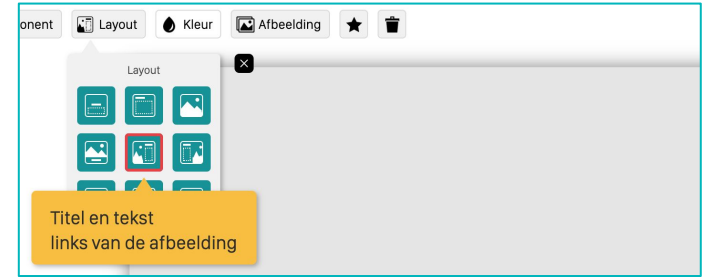 onent Layout Kleur Afbeelding
Layout
Titel en tekst
links van de afbeelding